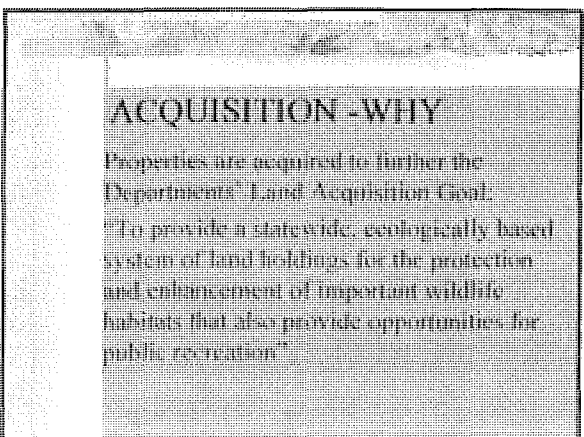 ACQUISITION -WHY
Properties are acquired to further the
Departments' Land Acquisition Goal:
"To provide a statewide, ecologically based
system of land holdings for the protection
and enhancement of important wildlife
habitats that also provide opportunities for
public recreation".